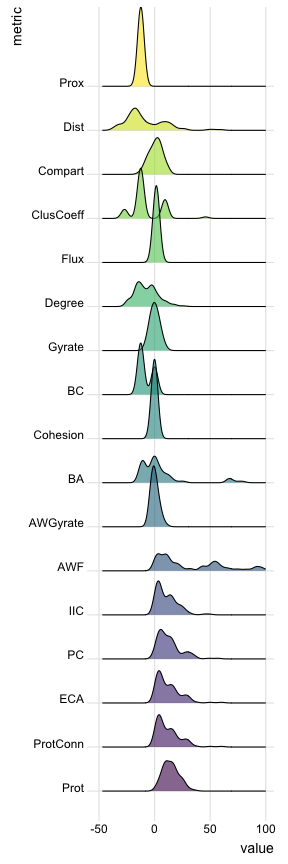 metric
Prox
Dist
Compart
ClusCoeff
Flux
Degree
Gyrate
BC
Cohesion
BA
AWGyrate
AWF
IIC
PC
ECA
ProtConn
Prot
-50 0 50 100
value